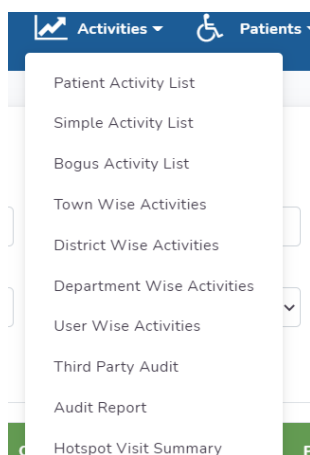 Activities Patients
Patient Activity List
Simple Activity List
Bogus Activity List
Town Wise Activities
District Wise Activities
Department Wise Activities
User Wise Activities
Third Party Audit
Audit Report
Hotspot Visit Summary